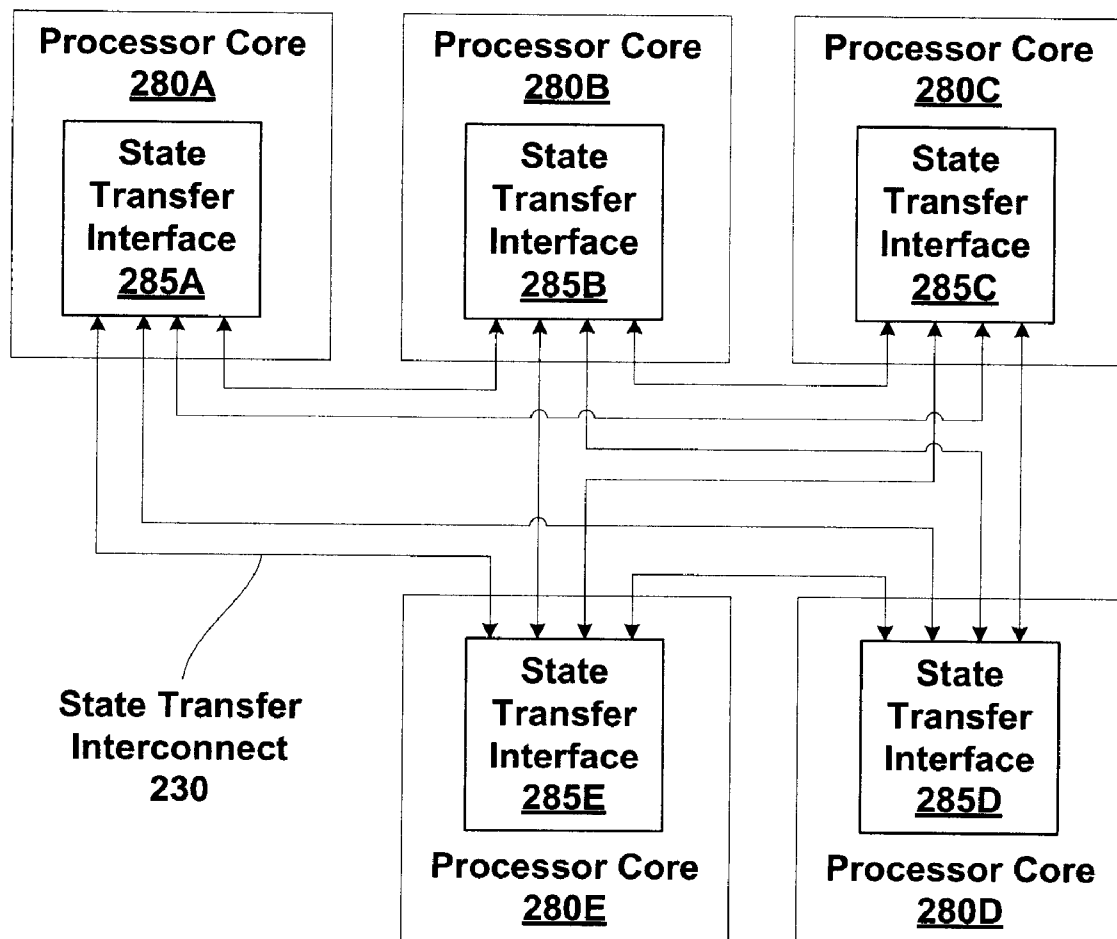 Processor Core
280A
State
Transfer
Interface
285A
Processor Core
280B
State
Transfer
Interface
285B
Processor Core
280C
State
Transfer
Interface
285C
State Transfer
Interconnect
230
State
Transfer
Interface
285E
Processor Core
280E
State
Transfer
Interface
285D
Processor Core
280D